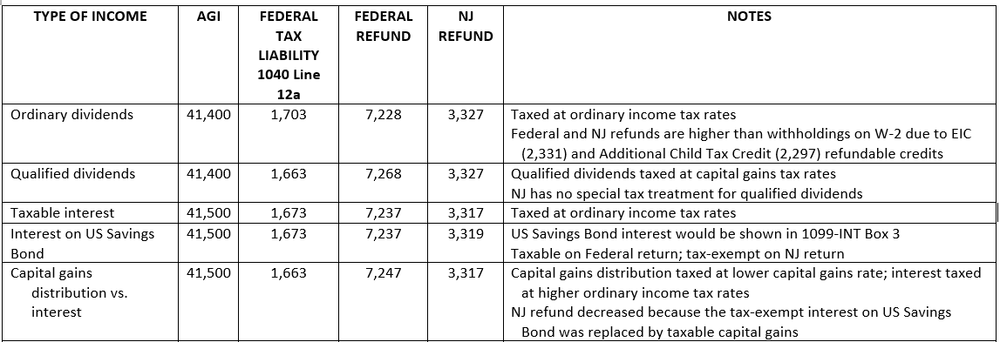 TYPE OF INCOME AGI FEDERAL TAX LIABILITY 1040 Line 12a FEDERAL REFUND NJ REFUND NOTES
Ordinary dividends 41,400 1,703 7,228 3,327 Taxed at ordinary income tax rates
Federal and NJ refunds are higher than withholdings on W-2 due to EIC
(2,331) and Additional Child Tax Credit (2,297) refundable credits
Qualified dividends 41,400 1,663 7,268 3,327 Qualified dividends taxed at capital gains tax rates
NJ has no special tax treatment for qualified dividends
Taxable interest 41,500 1,673 7,237 3,317 Taxed at ordinary income tax rates
Interest on US Savings 41,500 1,673 7,237 3,319 US Savings Bond interest would be shown in 1099-INT Box 3
Bond Taxable on Federal return; tax-exempt on NJ return
Capital gains 41,500 1,663 7,247 3,317 Capital gains distribution taxed at lower capital gains rate; interest taxed
distribution vs. at higher ordinary income tax rates
interest NJ refund decreased because the tax-exempt interest on US Savings
Bond was replaced by taxable capital gains